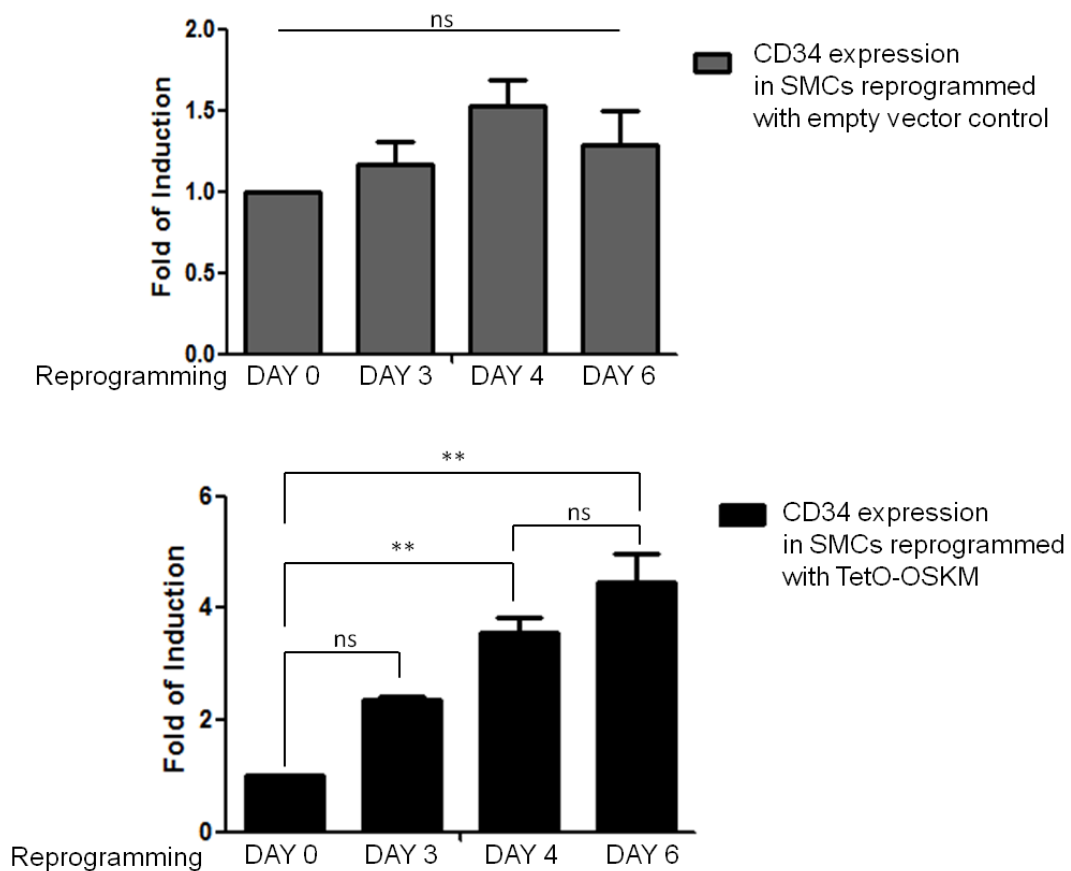 ns
2.0
1.5
1.0
0.5
0.0
Fold of Induction
CD34 expression
in SMCs reprogrammed
with empty vector control
Reprogramming DAY 0 DAY 3 DAY 4 DAY 6
**
ns
**
ns
6
4
2
0
Fold of Induction
CD34 expression
in SMCs reprogrammed
with TetO-OSKM
Reprogramming DAY 0 DAY 3 DAY 4 DAY 6